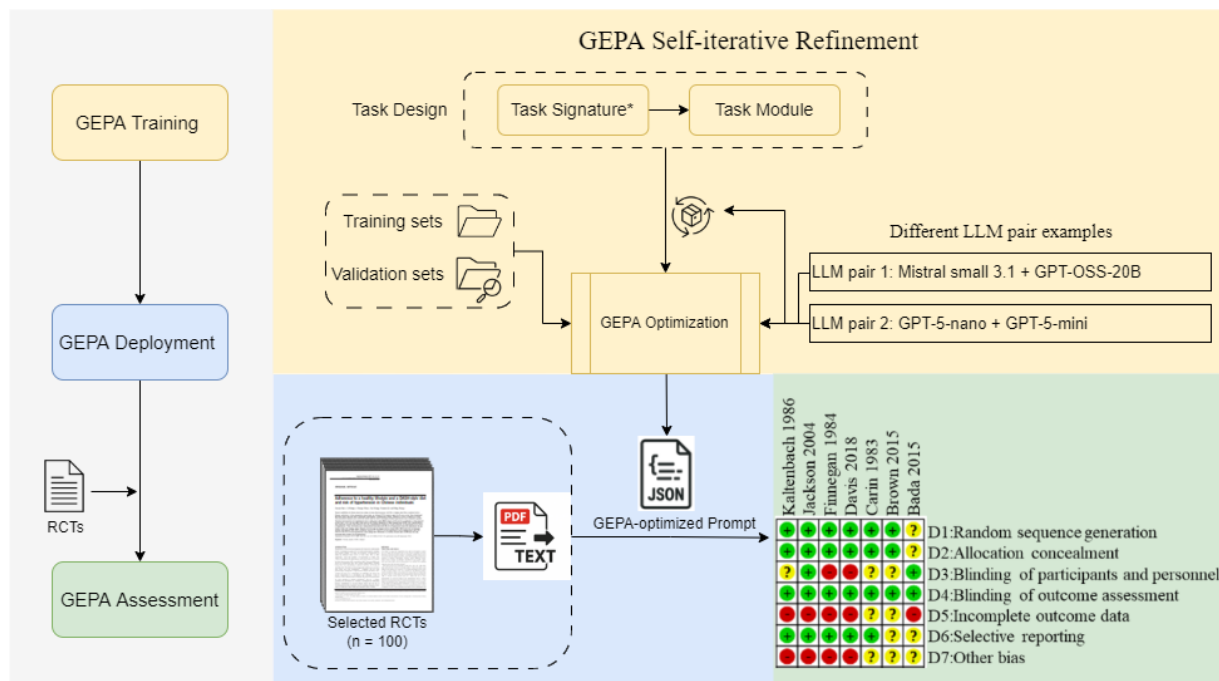 GEPA Training
GEPA Deployment
RCTs
GEPA Assessment
GEPA Self-iterative Refinement
Task Design
Task Signature*
Task Module
Training sets
Validation sets
GEPA Optimization
Different LLM pair examples
LLM pair 1: Mistral small 3.1 + GPT-OSS-20B
LLM pair 2: GPT-5-nano + GPT-5-mini
Selected RCTs
(n = 100)
PDF
TEXT
{:≡}
JSON
GEPA-optimized Prompt
Kaltenbach 1986
Jackson 2004
Finnegan 1984
Davis 2018
Carin 1983
Brown 2015
Bada 2015
+ + + + + + ? D1:Random sequence generation
+ + + + + + ? D2:Allocation concealment
? + - - ? ? + D3:Blinding of participants and personnel
+ + + + + + + D4:Blinding of outcome assessment
- - - - ? ? - D5:Incomplete outcome data
+ + + + + ? ? D6:Selective reporting
- - - - ? ? ? D7:Other bias